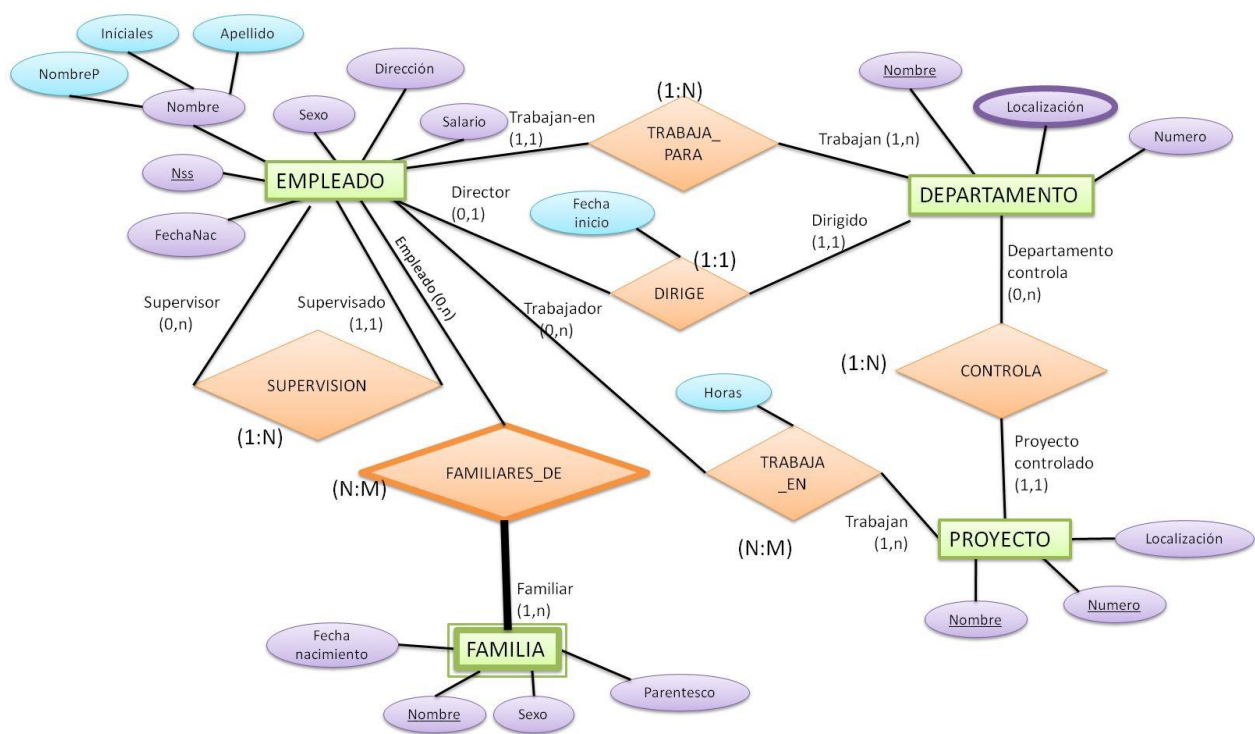 Iníciales
Apellido
NombreP
Nombre
Sexo
Dirección
Salario
Nss
FechaNac
EMPLEADO
Trabajan-en
(1,1)
(1:N)
TRABAJA_
PARA
Trabajan (1,n)
Nombre
Localización
Numero
DEPARTAMENTO
Director
(0,1)
Fecha
inicio
(1:1)
DIRIGE
Dirigido
(1,1)
Departamento
controla
(0,n)
(1:N)
CONTROLA
Proyecto
controlado
(1,1)
Supervisor
(0,n)
Supervisado
(1,1)
SUPERVISION
(1:N)
Empleado (0,n)
Trabajador
(0,n)
FAMILIARES_DE
(N:M)
Horas
TRABAJA
_EN
(N:M)
Trabajan
(1,n)
PROYECTO
Localización
Nombre
Numero
Familiar
(1,n)
FAMILIA
Fecha
nacimiento
Nombre
Sexo
Parentesco